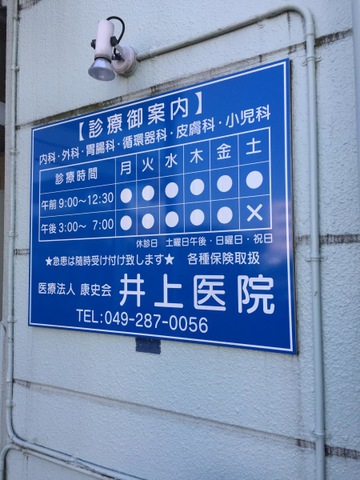 【診療御案内】
内科・外科・胃腸科・循環器科・皮膚科・小児科
診療時間 月 火 水 木 金 土
午前 9:00〜12:30 ● ● ● ● ● ●
午後 3:00〜 7:00 ● ● ● ● ● ×
休診日 土曜日午後・日曜日・祝日
★急患は随時受け付け致します★ 各種保険取扱
医療法人 康史会 井上医院
TEL:049-287-0056